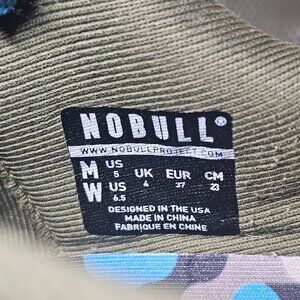 NOBULL®
WWW.NOBULLPROJECT.COM
M US 5 UK 4 EUR 37 CM 23
W US 6.5
DESIGNED IN THE USA
MADE IN CHINA
FABRIQUE EN CHINE